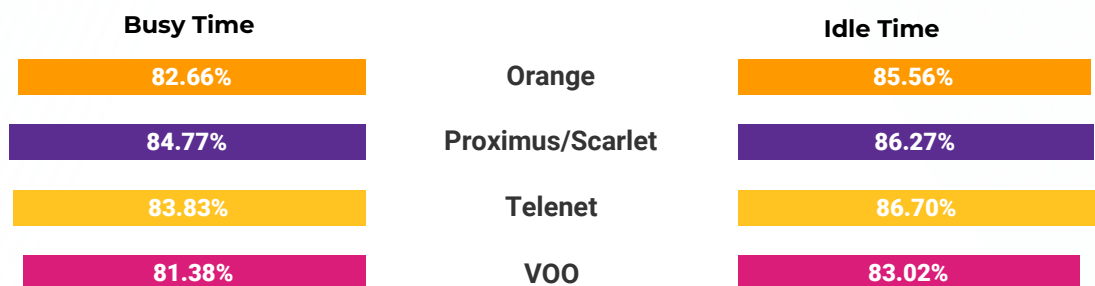 Busy Time Idle Time
82.66% Orange 85.56%
84.77% Proximus/Scarlet 86.27%
83.83% Telenet 86.70%
81.38% VOO 83.02%